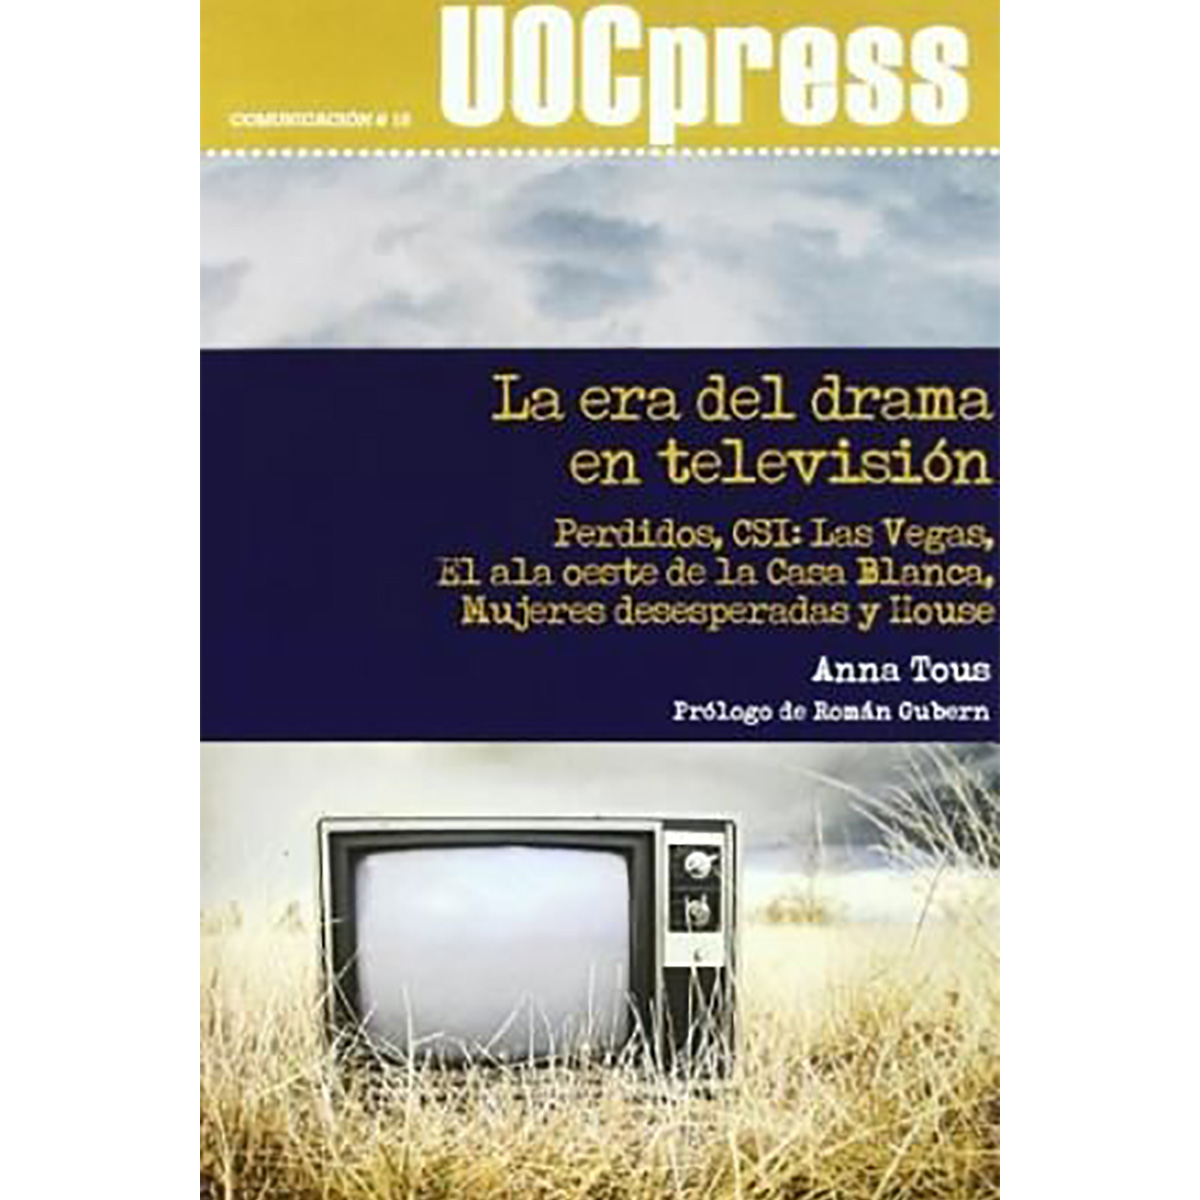 UOCpress
COMUNICACIÓN #
La era del drama
en televisión
Perdidos, CSI: Las Vegas,
El ala oeste de la Casa Blanca,
Mujeres desesperadas y House
Anna Tous
Prólogo de Román Gubern